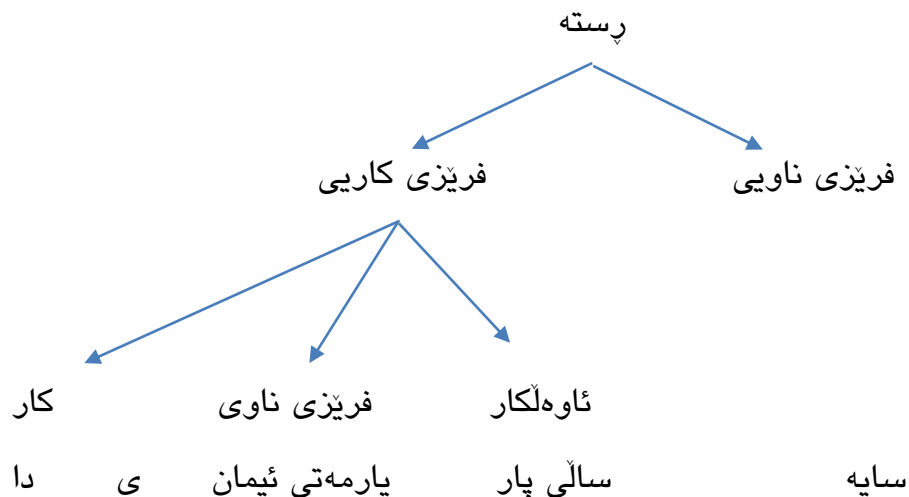 ڕستە
فرێزی ناویی فرێزی کاریی
ئاوەڵکار فرێزی ناوی کار
سایە ساڵی پار یارمەتی ئیمان ی دا